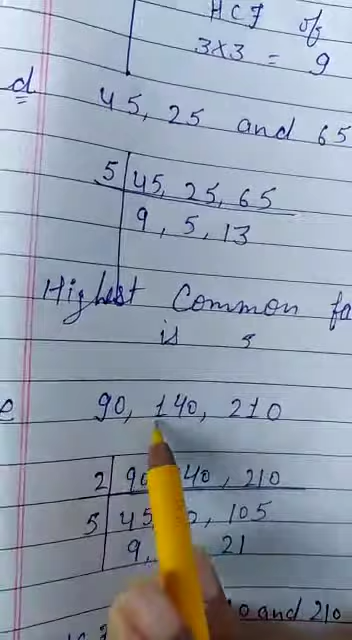 HCF of
3×3 = 9
d 45, 25 and 65
5 | 45, 25, 65
9, 5, 13
Highest Common fa
is 5
e 90, 140, 210
2 | 90, 140, 210
5 | 45, 105
9, 21
and 210